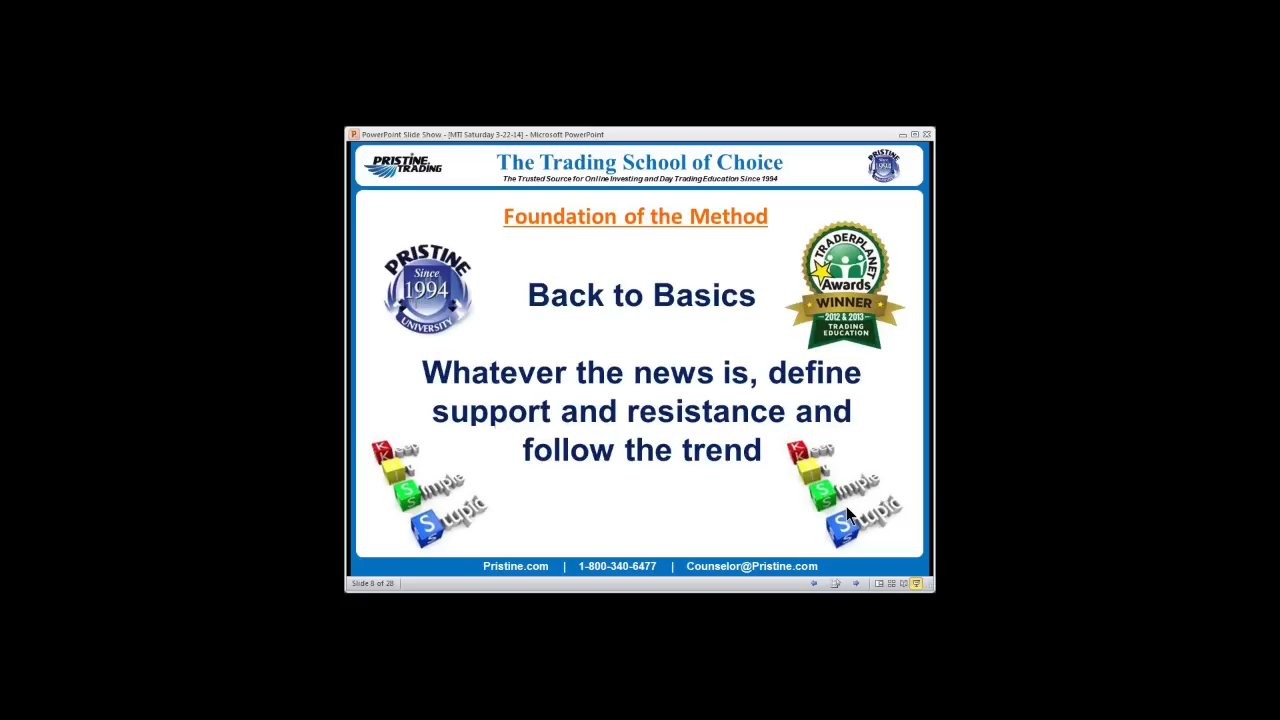 PowerPoint Slide Show - [MTI Saturday 3-22-14] - Microsoft PowerPoint
PRISTINE. TRADING
The Trading School of Choice
The Trusted Source for Online Investing and Day Trading Education Since 1994
PRISTINE
1994
Foundation of the Method
PRISTINE
Since
1994
UNIVERSITY
TRADERPLANET
Awards
WINNER
2012 & 2013
TRADING
EDUCATION
Back to Basics
Whatever the news is, define
support and resistance and
follow the trend
Keep
It
Simple
Stupid
Keep
It
Simple
Stupid
Pristine.com | 1-800-340-6477 | Counselor@Pristine.com
Slide 8 of 28